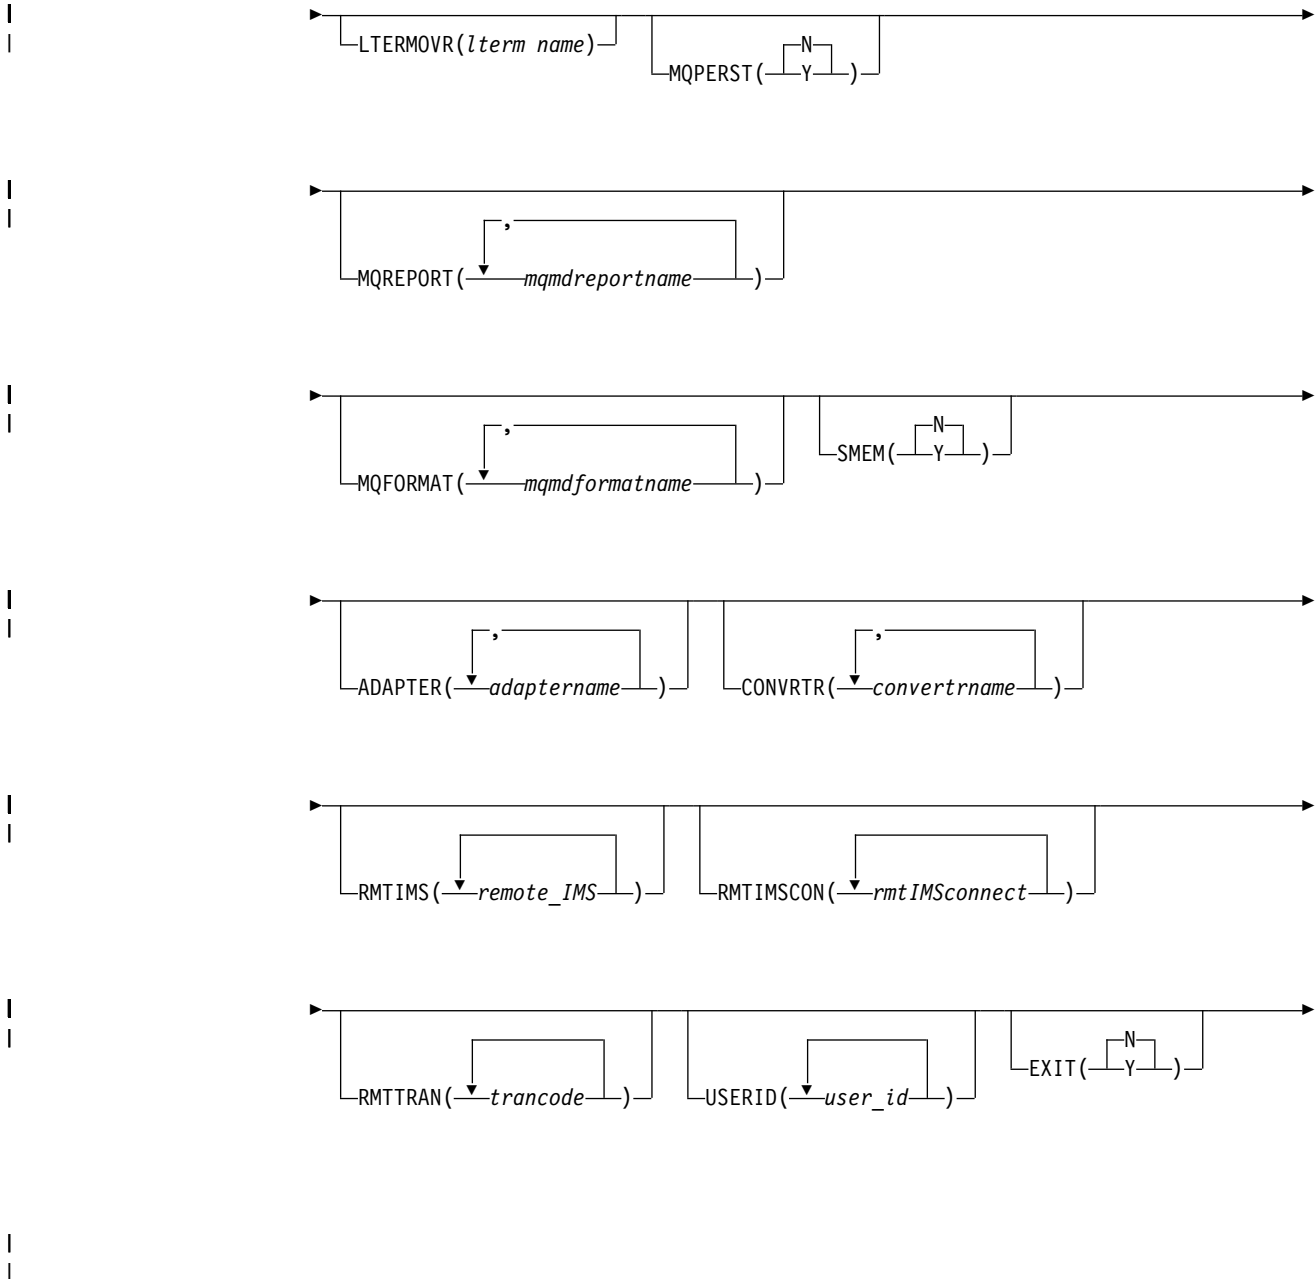 LTERMOVR(lterm name)
N
MQPERST( Y )
,
MQREPORT( mqmdreportname )
,
MQFORMAT( mqmdformatname )
N
SMEM( Y )
,
ADAPTER( adaptername )
,
CONVRTR( convertrname )
RMTIMS( remote_IMS )
RMTIMSCON( rmtIMSconnect )
RMTTRAN( trancode )
USERID( user_id )
N
EXIT( Y )